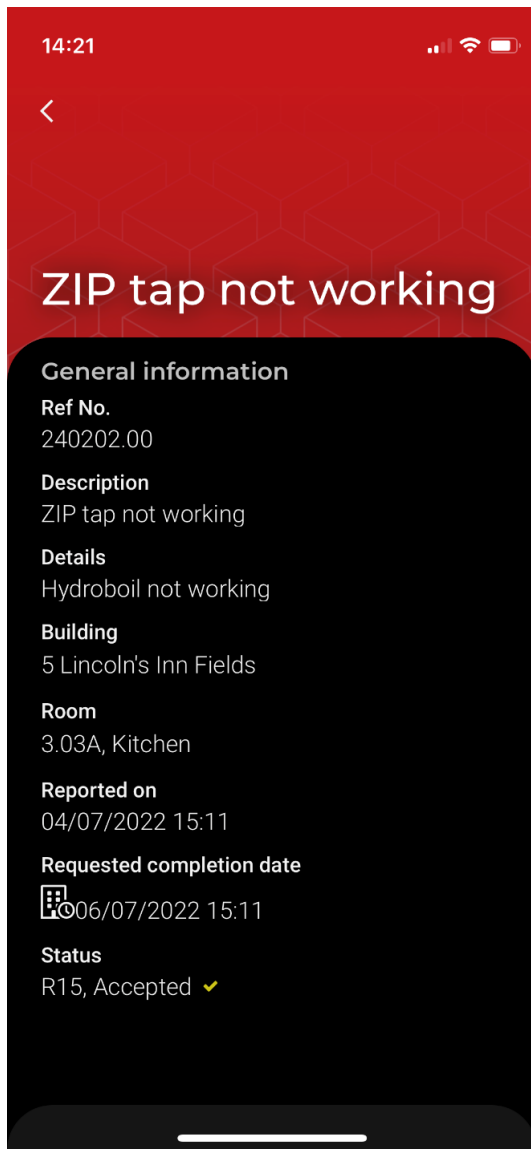 14:21
ZIP tap not working
General information
Ref No.
240202.00
Description
ZIP tap not working
Details
Hydroboil not working
Building
5 Lincoln's Inn Fields
Room
3.03A, Kitchen
Reported on
04/07/2022 15:11
Requested completion date
06/07/2022 15:11
Status
R15, Accepted